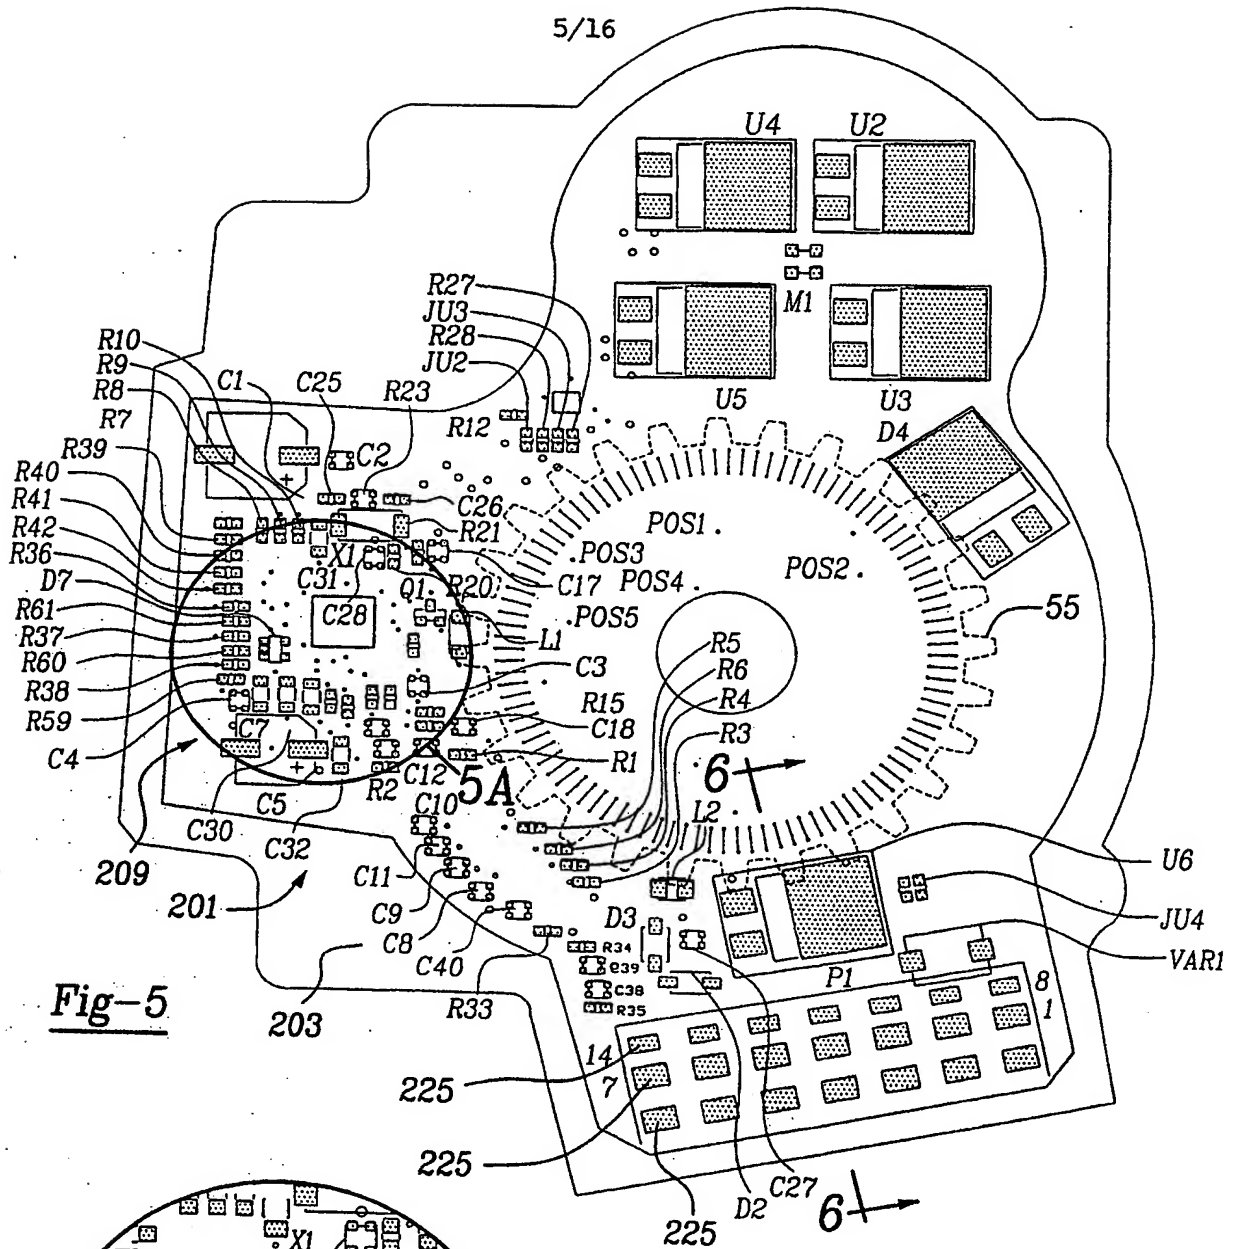 5/16
U4
U2
M1
U5
U3
D4
R27
JU3
R28
JU2
R12
R10
R9
R8
R7
R39
R40
R41
R42
R36
D7
R61
R37
R60
R38
R59
C4
C1
C25
R23
C2
C26
R21
X1
C31
C28
Q1
R20
C17
L1
C3
R15
C18
R1
C12
5A
R2
C7
C5
C30
C32
209
201
203
POS1
POS2
POS3
POS4
POS5
55
R5
R6
R4
R3
6
L2
C10
C11
C9
C8
C40
R33
D3
R34
C39
C38
R35
U6
JU4
VAR1
P1
8
1
14
7
225
225
225
D2
C27
6
Fig-5
X1